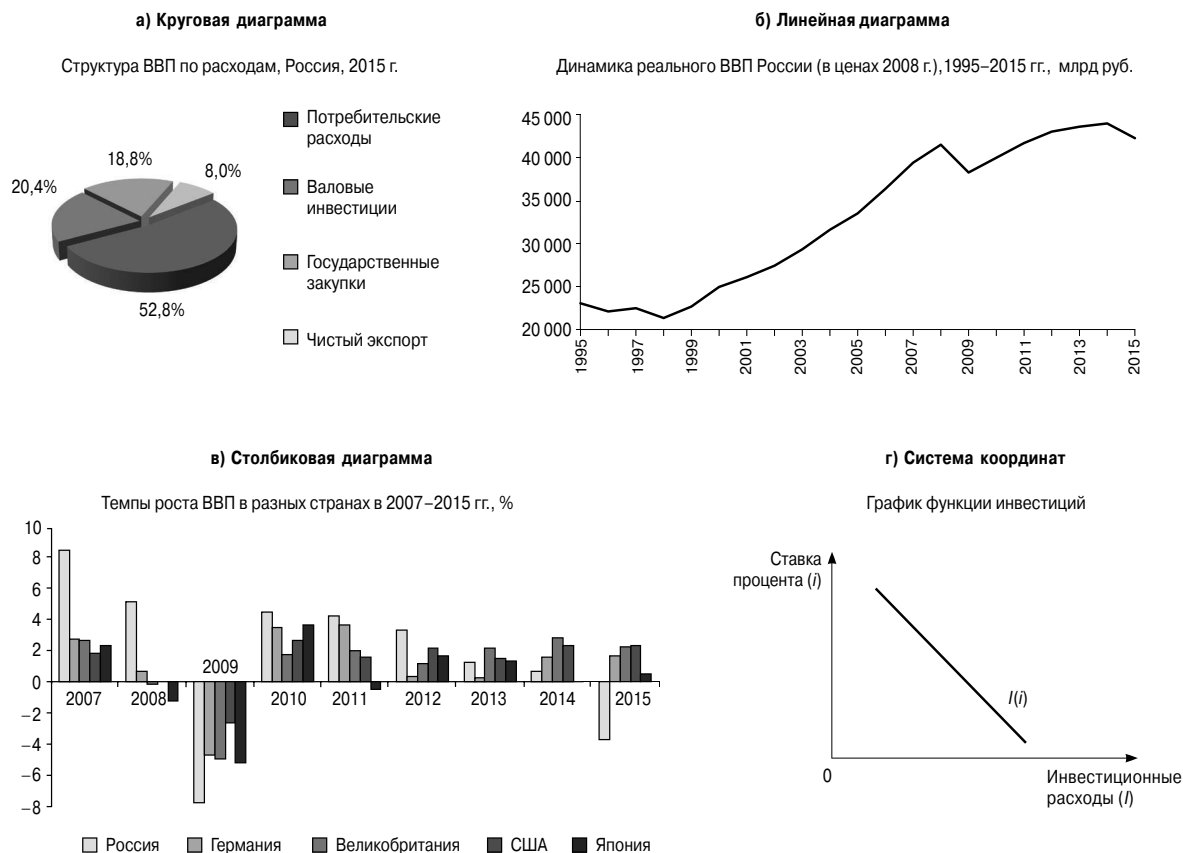 а) Круговая диаграмма
Структура ВВП по расходам, Россия, 2015 г.
18,8%
8,0%
20,4%
52,8%
Потребительские
расходы
Валовые
инвестиции
Государственные
закупки
Чистый экспорт
б) Линейная диаграмма
Динамика реального ВВП России (в ценах 2008 г.),1995–2015 гг., млрд руб.
45 000
40 000
35 000
30 000
25 000
20 000
1995
1997
1999
2001
2003
2005
2007
2009
2011
2013
2015
в) Столбиковая диаграмма
Темпы роста ВВП в разных странах в 2007–2015 гг., %
10
8
6
4
2
0
−2
−4
−6
−8
2007
2008
2009
2010
2011
2012
2013
2014
2015
Россия
Германия
Великобритания
США
Япония
г) Система координат
График функции инвестиций
Ставка
процента (i)
I(i)
0
Инвестиционные
расходы (I)